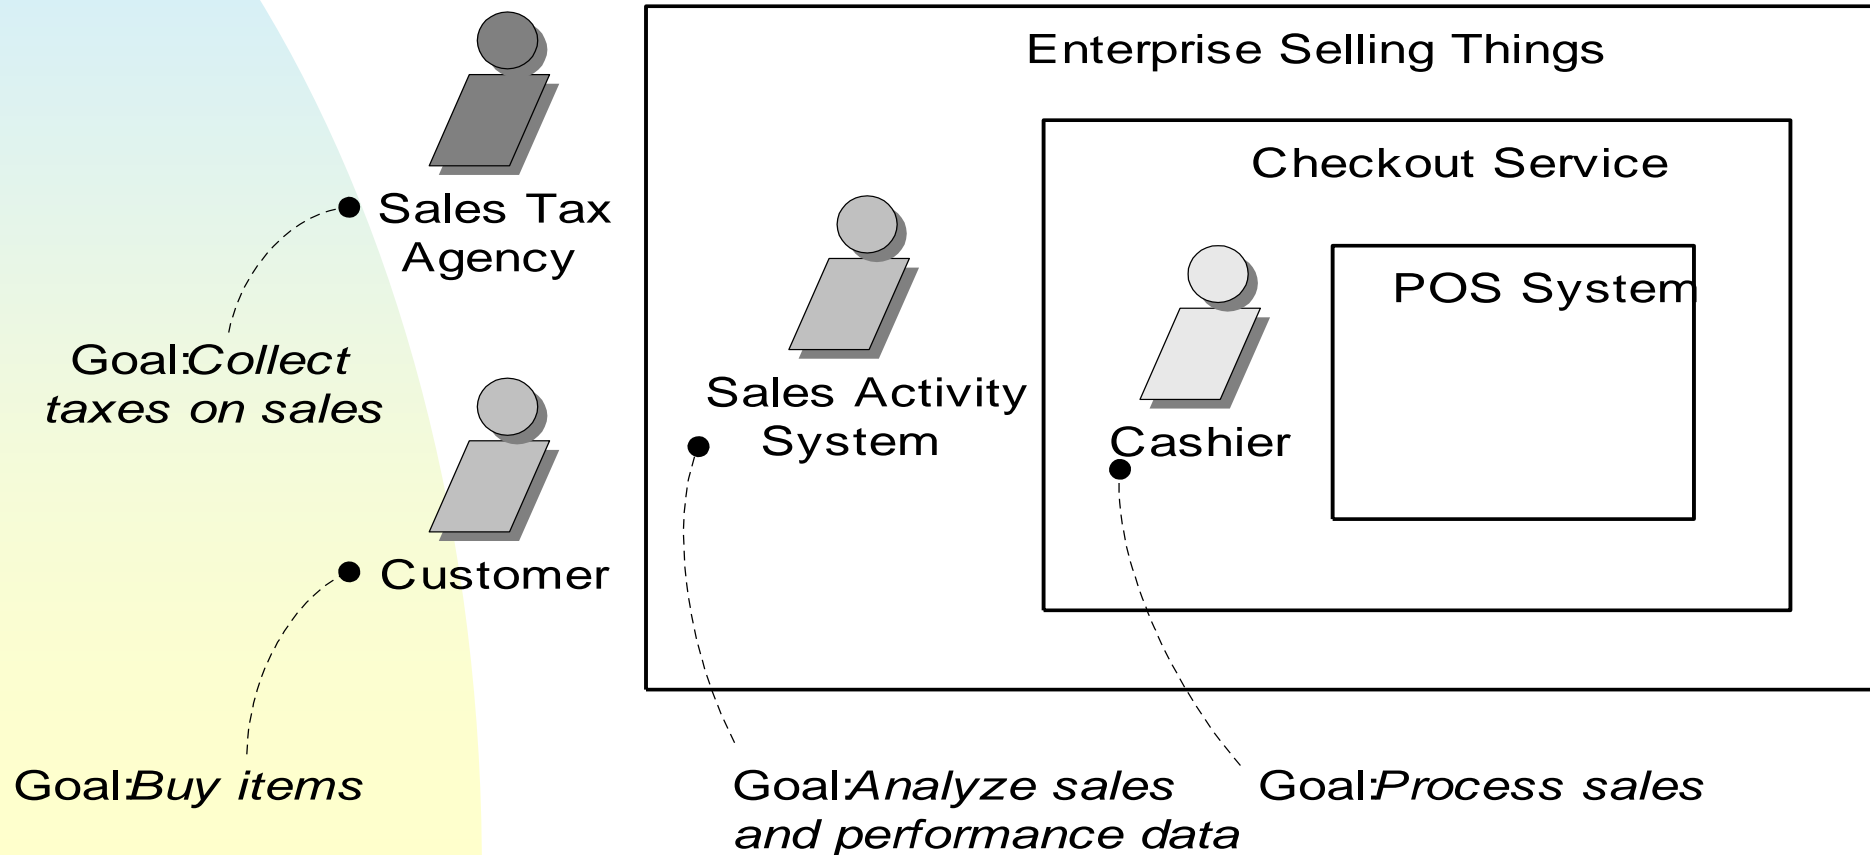 Enterprise Selling Things
Checkout Service
Sales Tax
Agency
POS System
Goal:Collect
taxes on sales
Sales Activity
System
Cashier
Customer
Goal:Buy items
Goal:Analyze sales
and performance data
Goal:Process sales